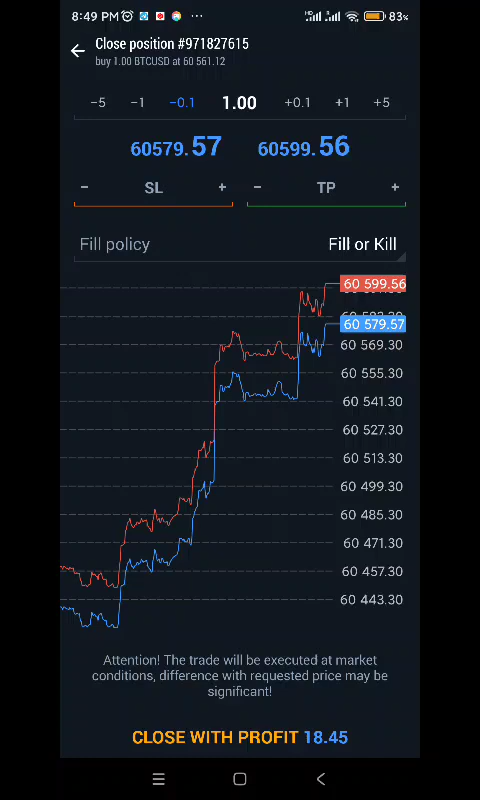 8:49 PM ··· HD 83%
Close position #971827615
buy 1.00 BTCUSD at 60 561.12
−5 −1 −0.1 1.00 +0.1 +1 +5
60579.57 60599.56
− SL + − TP +
Fill policy Fill or Kill
60 599.56
60 579.57
60 569.30
60 555.30
60 541.30
60 527.30
60 513.30
60 499.30
60 485.30
60 471.30
60 457.30
60 443.30
Attention! The trade will be executed at market
conditions, difference with requested price may be
significant!
CLOSE WITH PROFIT 18.45